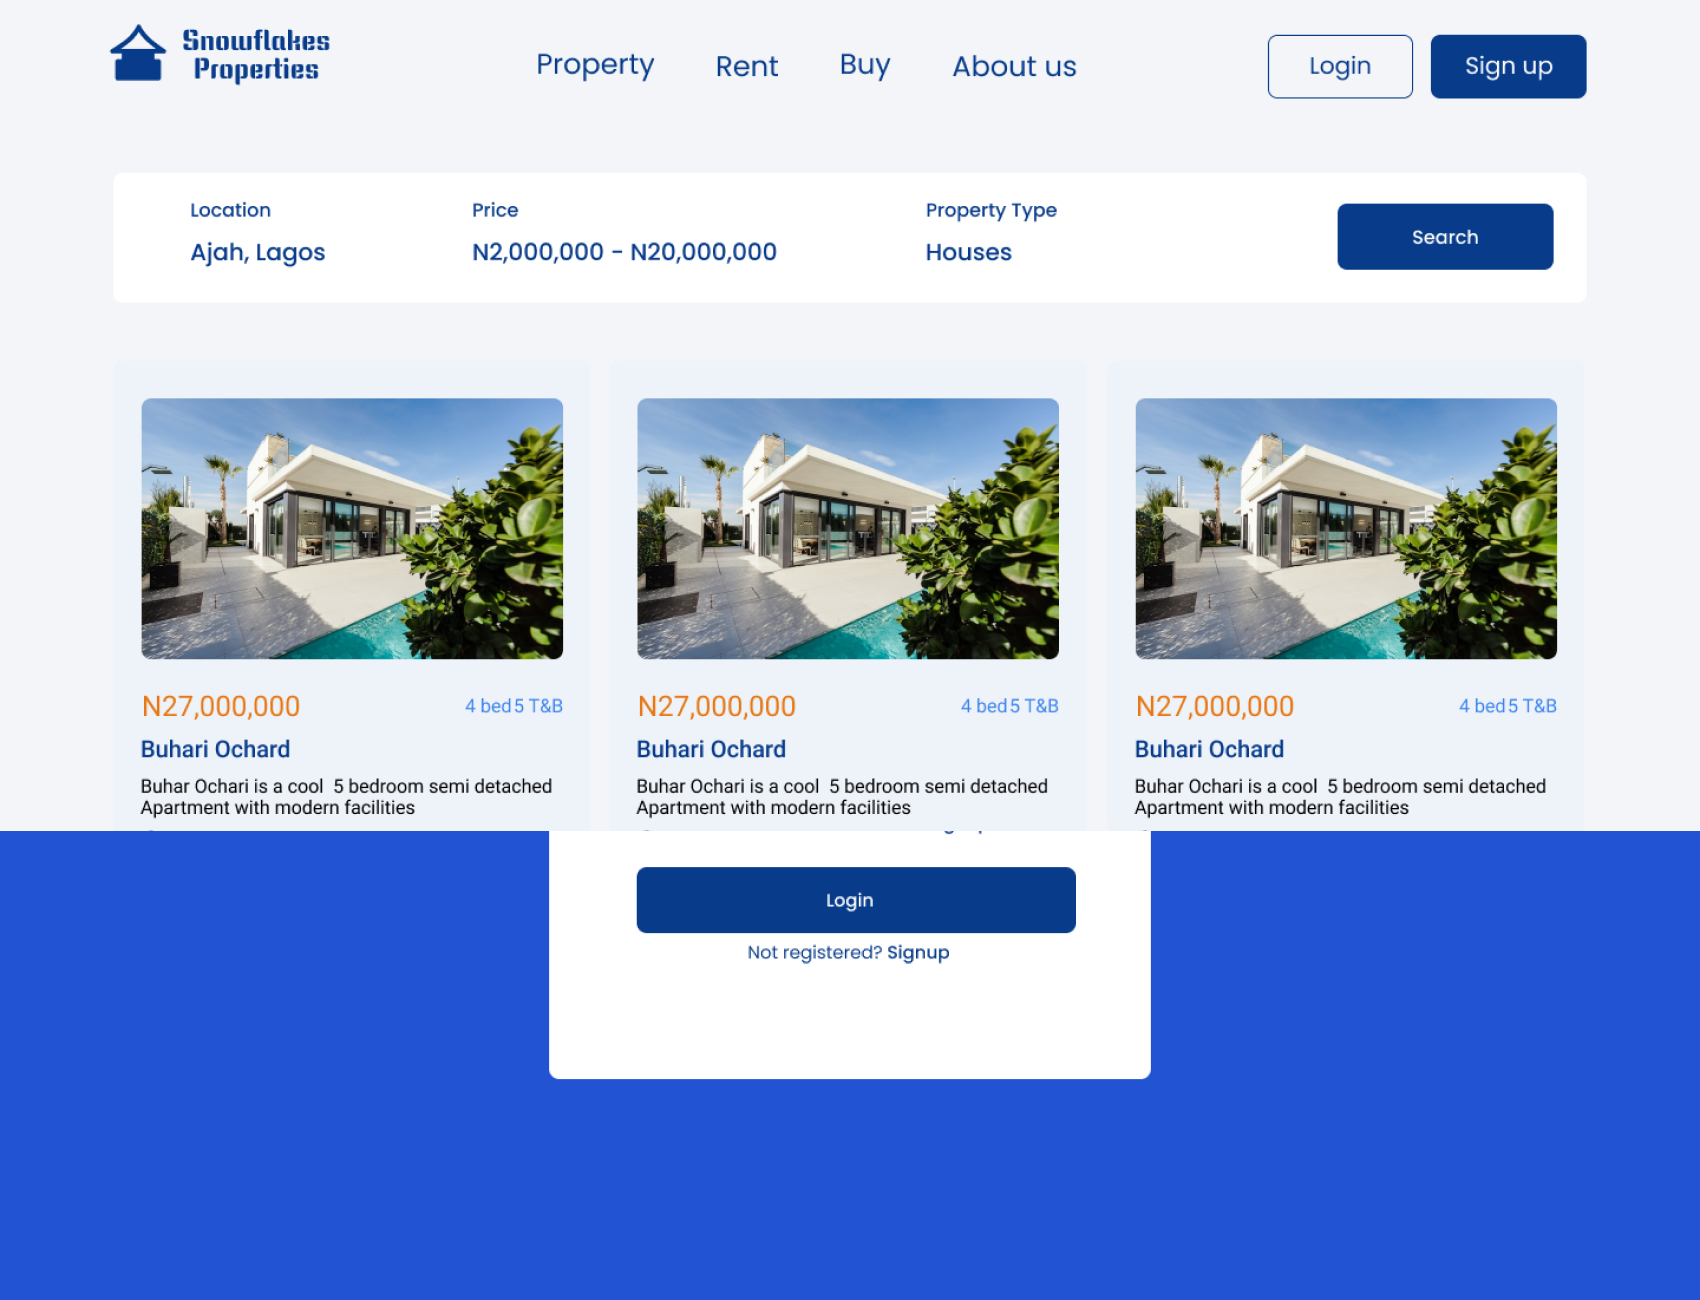 Snowflakes
Properties
Property Rent Buy About us
Login Sign up
Location Price Property Type
Ajah, Lagos N2,000,000 - N20,000,000 Houses
Search
N27,000,000 4 bed 5 T&B
Buhari Ochard
Buhar Ochari is a cool 5 bedroom semi detached
Apartment with modern facilities
N27,000,000 4 bed 5 T&B
Buhari Ochard
Buhar Ochari is a cool 5 bedroom semi detached
Apartment with modern facilities
N27,000,000 4 bed 5 T&B
Buhari Ochard
Buhar Ochari is a cool 5 bedroom semi detached
Apartment with modern facilities
Login
Not registered? Signup